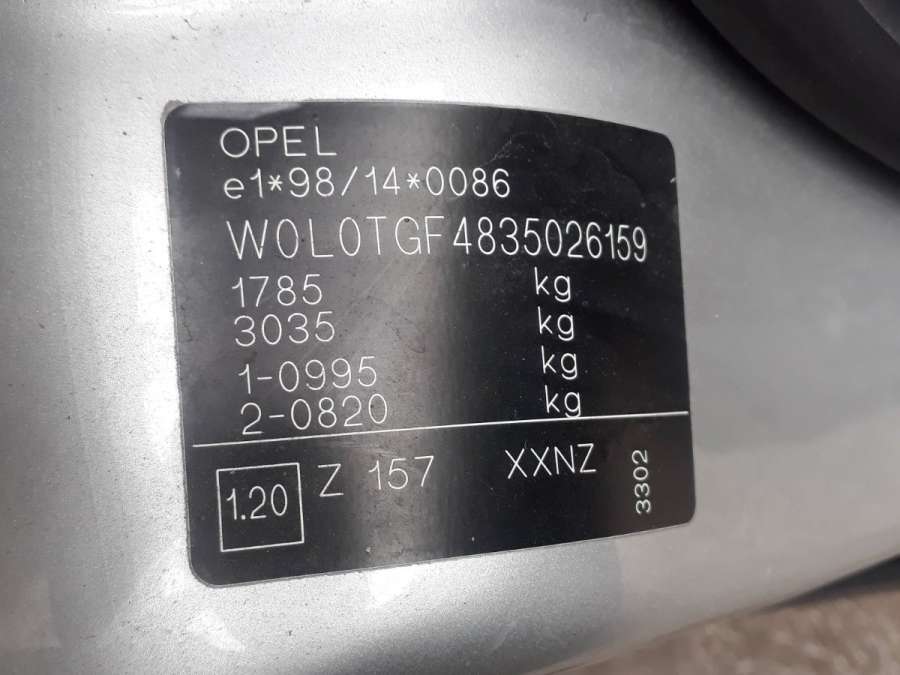 OPEL
e1*98/14*0086
W0L0TGF4835026159
1785 kg
3035 kg
1-0995 kg
2-0820 kg
1.20 Z 157 XXNZ 3302